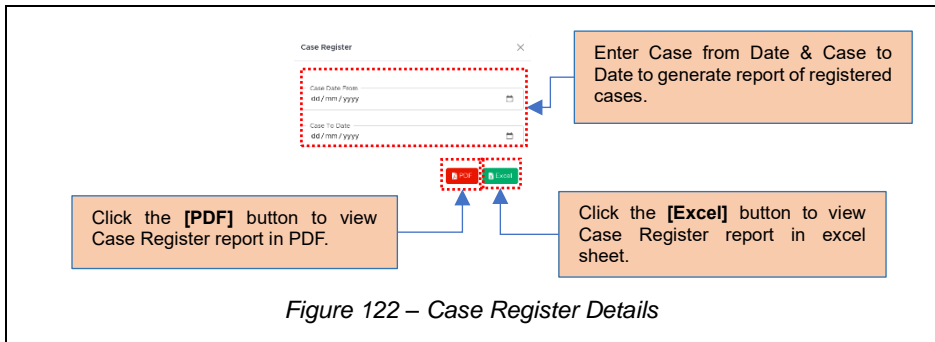 Case Register
Enter Case from Date & Case to
Date to generate report of registered
cases.
Case Date From
dd/mm/yyyy
Case To Date
dd/mm/yyyy
PDF
Excel
Click the [PDF] button to view
Case Register report in PDF.
Click the [Excel] button to view
Case Register report in excel
sheet.
Figure 122 – Case Register Details